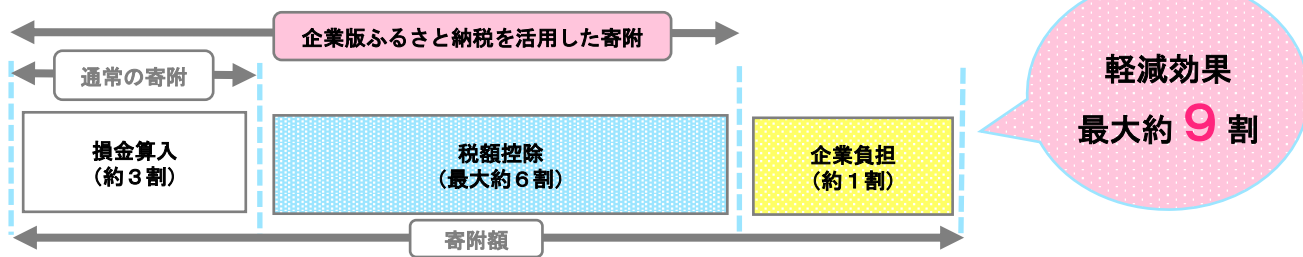 企業版ふるさと納税を活用した寄附
通常の寄附
損金算入
（約３割）
税額控除
（最大約６割）
企業負担
（約１割）
寄附額
軽減効果
最大約９割